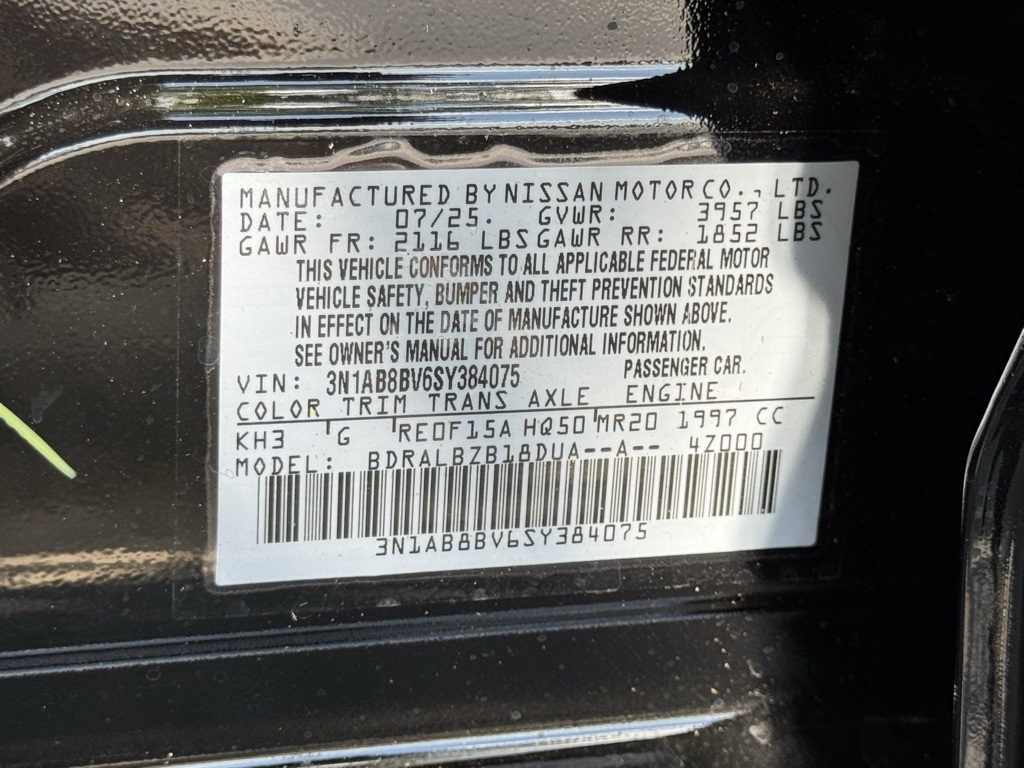 MANUFACTURED BY NISSAN MOTOR CO., LTD.
DATE: 07/25. GVWR: 3957 LBS
GAWR FR: 2116 LBS GAWR RR: 1852 LBS
THIS VEHICLE CONFORMS TO ALL APPLICABLE FEDERAL MOTOR
VEHICLE SAFETY, BUMPER AND THEFT PREVENTION STANDARDS
IN EFFECT ON THE DATE OF MANUFACTURE SHOWN ABOVE.
SEE OWNER'S MANUAL FOR ADDITIONAL INFORMATION.
VIN: 3N1AB8BV6SY384075 PASSENGER CAR.
COLOR TRIM TRANS AXLE ENGINE
KH3 G RE0F15A HQ50 MR20 1997 CC
MODEL: BDRALBZB18DUA--A-- 4Z000
3N1AB8BV6SY384075